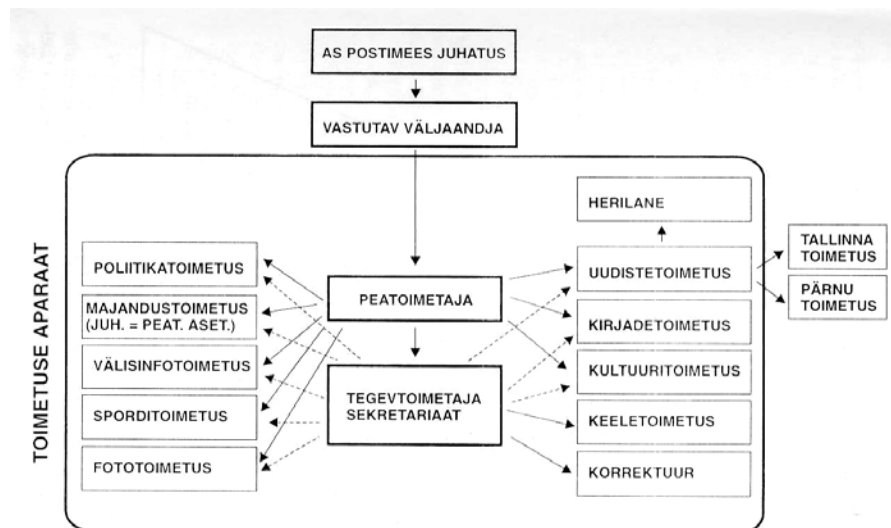 AS POSTIMEES JUHATUS
VASTUTAV VÄLJAANDJA
TOIMETUSE APARAAT
POLIITIKATOIMETUS
MAJANDUSTOIMETUS
(JUH. = PEAT. ASET.)
VÄLISINFOTOIMETUS
SPORDITOIMETUS
FOTOTOIMETUS
PEATOIMETAJA
TEGEVTOIMETAJA
SEKRETARIAAT
HERILANE
UUDISTETOIMETUS
KIRJADETOIMETUS
KULTUURITOIMETUS
KEELETOIMETUS
KORREKTUUR
TALLINNA
TOIMETUS
PÄRNU
TOIMETUS